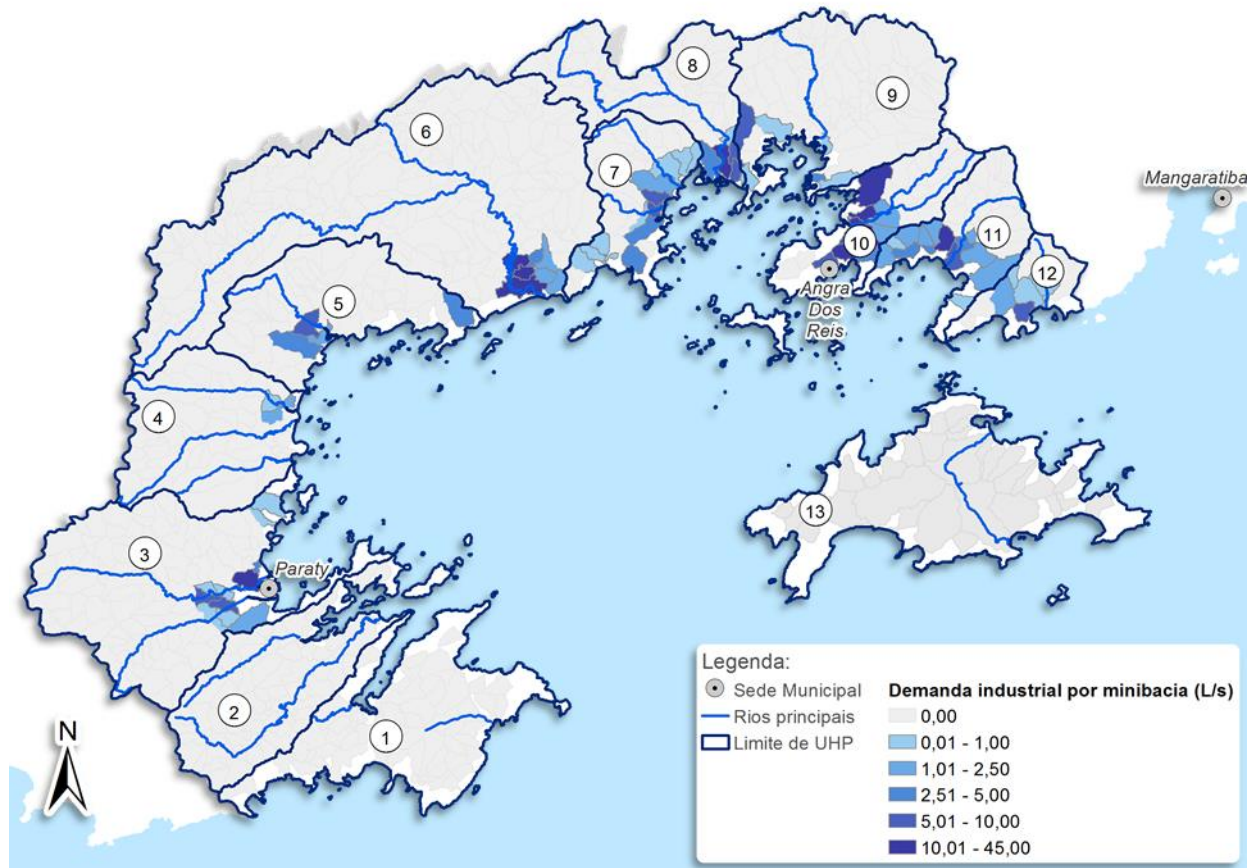 8
9
6
7
Mangaratiba
11
10
12
Angra
Dos
Reis
5
4
13
3
Paraty
2
1
N
Legenda:
Sede Municipal
Rios principais
Limite de UHP
Demanda industrial por minibacia (L/s)
0,00
0,01 - 1,00
1,01 - 2,50
2,51 - 5,00
5,01 - 10,00
10,01 - 45,00